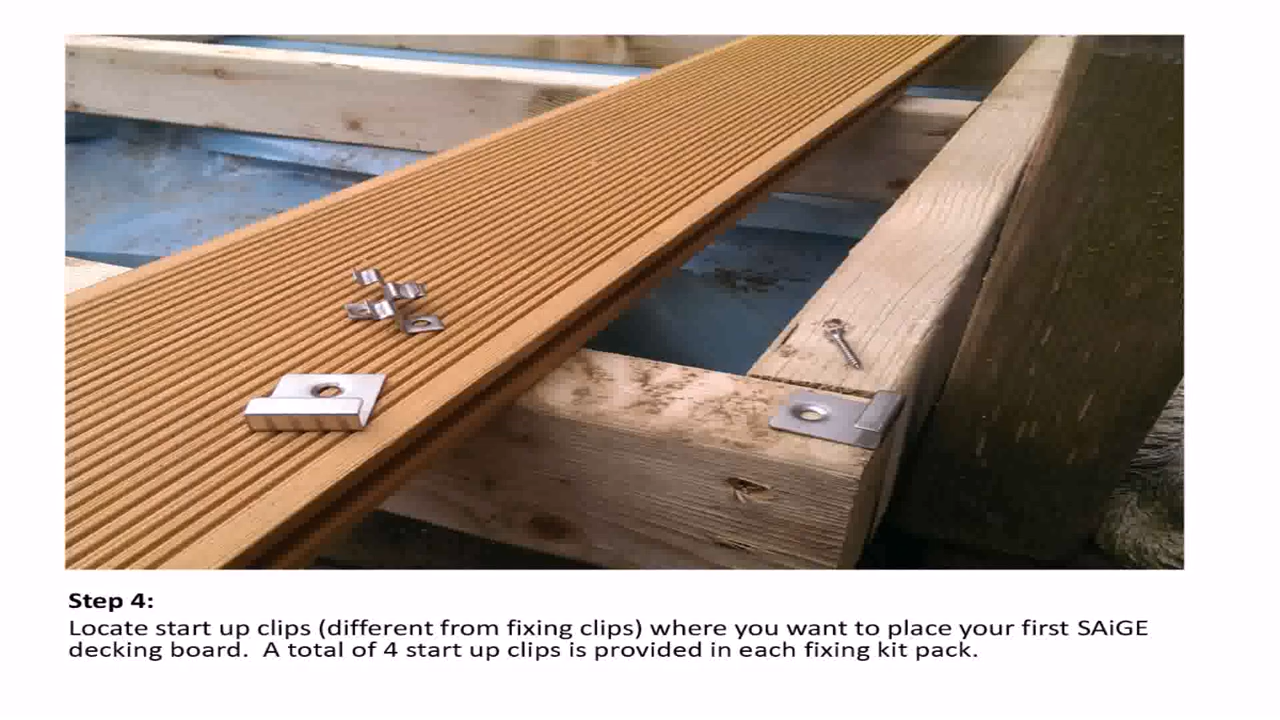 Step 4:
Locate start up clips (different from fixing clips) where you want to place your first SAiGE
decking board.  A total of 4 start up clips is provided in each fixing kit pack.